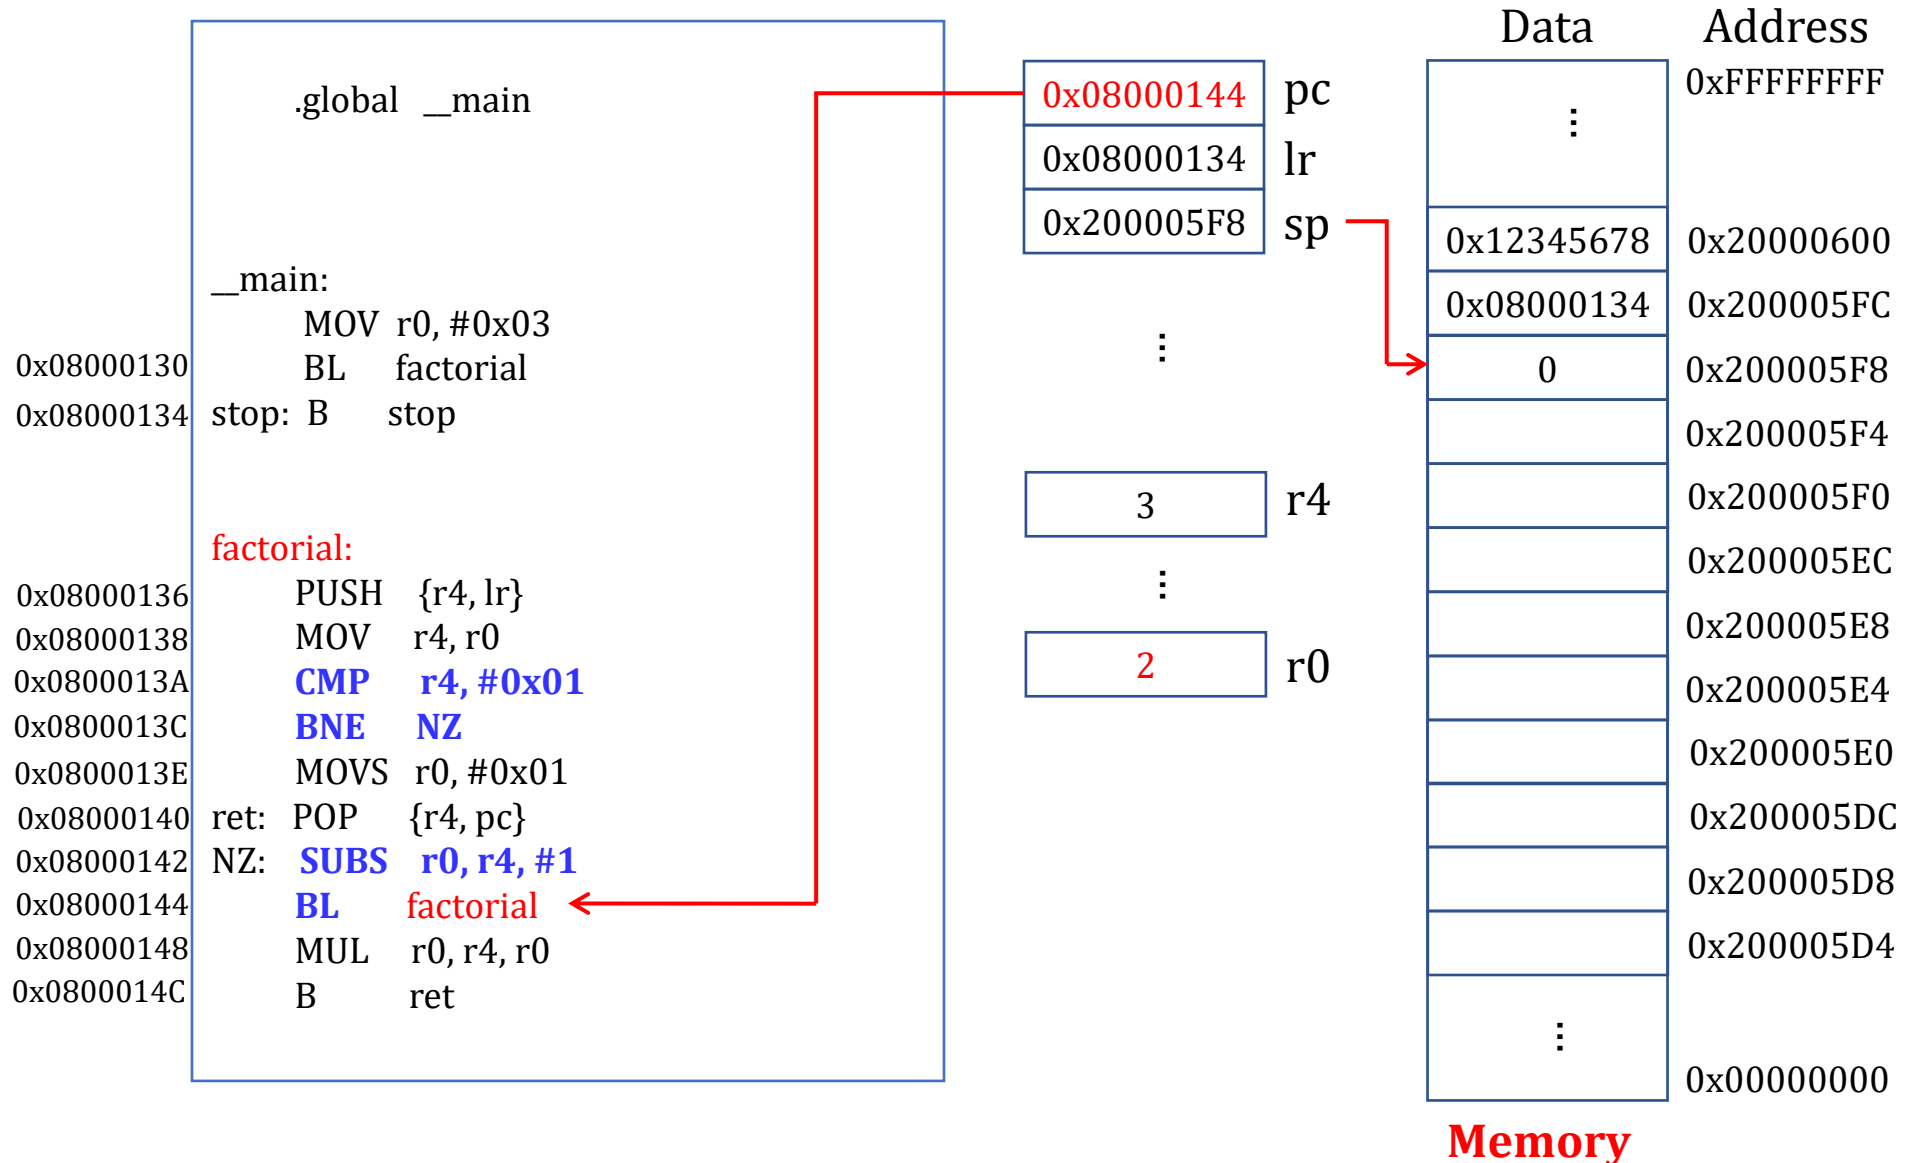 .global __main
__main:
MOV r0, #0x03
0x08000130 BL factorial
0x08000134 stop: B stop
factorial:
0x08000136 PUSH {r4, lr}
0x08000138 MOV r4, r0
0x0800013A CMP r4, #0x01
0x0800013C BNE NZ
0x0800013E MOVS r0, #0x01
0x08000140 ret: POP {r4, pc}
0x08000142 NZ: SUBS r0, r4, #1
0x08000144 BL factorial
0x08000148 MUL r0, r4, r0
0x0800014C B ret
0x08000144 pc
0x08000134 lr
0x200005F8 sp
⋮
3 r4
⋮
2 r0
Data Address
0xFFFFFFFF
⋮
0x12345678 0x20000600
0x08000134 0x200005FC
0 0x200005F8
0x200005F4
0x200005F0
0x200005EC
0x200005E8
0x200005E4
0x200005E0
0x200005DC
0x200005D8
0x200005D4
⋮
0x00000000
Memory